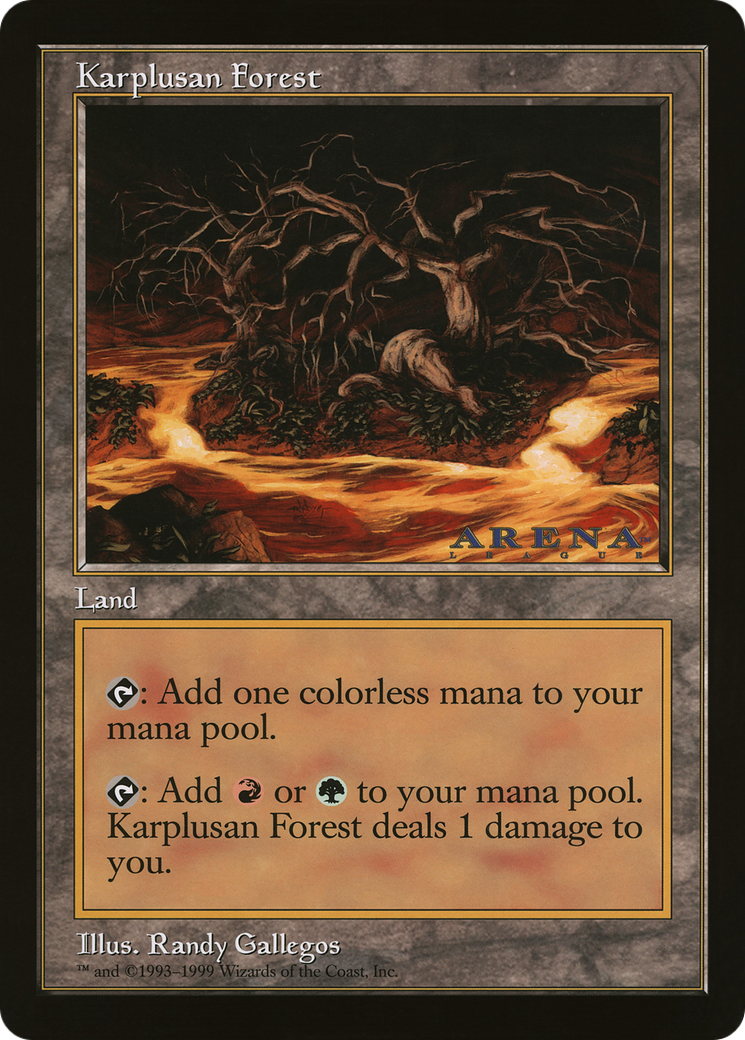 Karplusan Forest
ARENA™
LEAGUE
Land
: Add one colorless mana to your
mana pool.
: Add or to your mana pool.
Karplusan Forest deals 1 damage to
you.
Illus. Randy Gallegos
™ and ©1993–1999 Wizards of the Coast, Inc.